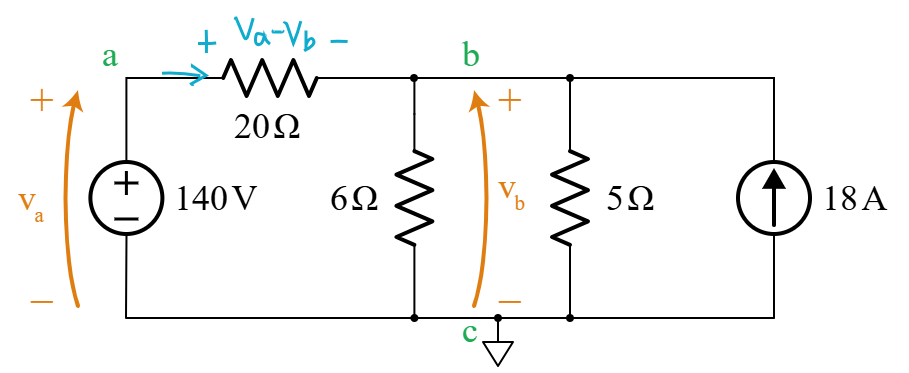 + Va-Vb −
a
b
+
+
20Ω
+
−
140V
6Ω
5Ω
18A
va
vb
−
−
c